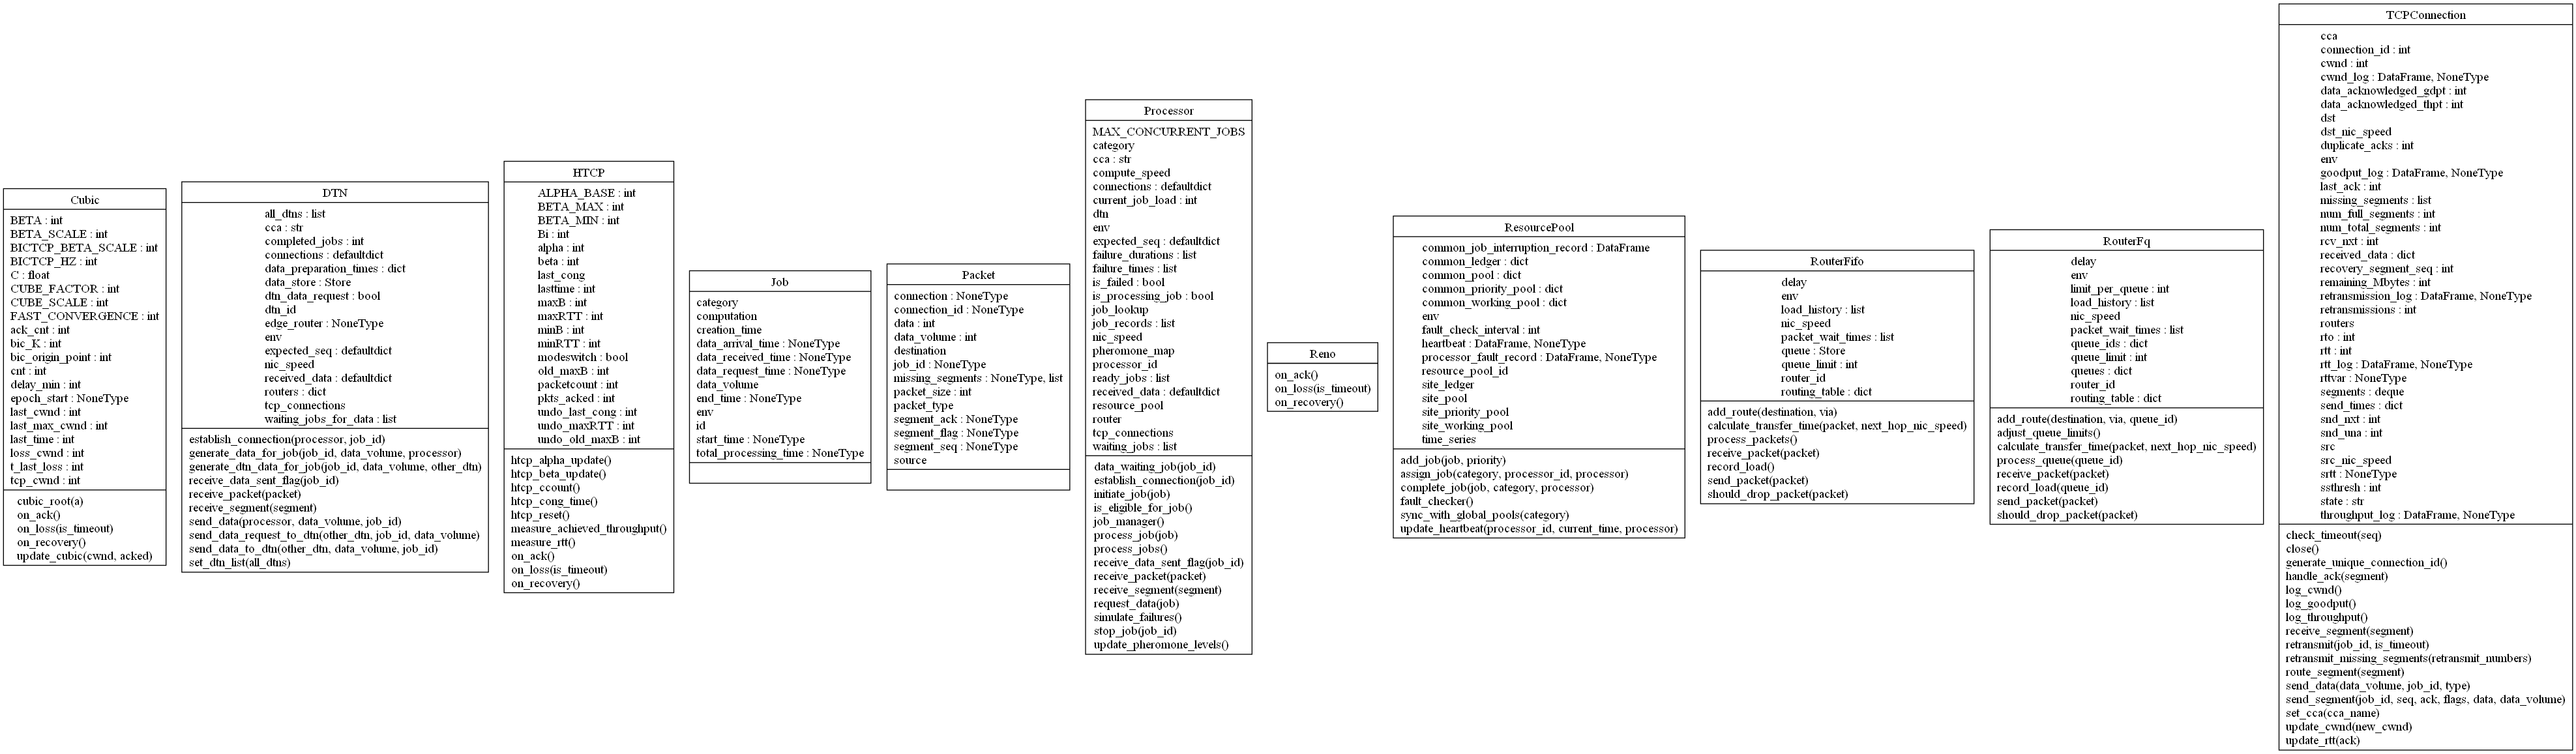 Cubic
BETA : int
BETA_SCALE : int
BICTCP_BETA_SCALE : int
BICTCP_HZ : int
C : float
CUBE_FACTOR : int
CUBE_SCALE : int
FAST_CONVERGENCE : int
ack_cnt : int
bic_K : int
bic_origin_point : int
cnt : int
delay_min : int
epoch_start : NoneType
last_cwnd : int
last_max_cwnd : int
last_time : int
loss_cwnd : int
t_last_loss : int
tcp_cwnd : int
cubic_root(a)
on_ack()
on_loss(is_timeout)
on_recovery()
update_cubic(cwnd, acked)
DTN
all_dtns : list
cca : str
completed_jobs : int
connections : defaultdict
data_preparation_times : dict
data_store : Store
dtn_data_request : bool
dtn_id
edge_router : NoneType
env
expected_seq : defaultdict
nic_speed
received_data : defaultdict
routers : dict
tcp_connections
waiting_jobs_for_data : list
establish_connection(processor, job_id)
generate_data_for_job(job_id, data_volume, processor)
generate_dtn_data_for_job(job_id, data_volume, other_dtn)
receive_data_sent_flag(job_id)
receive_packet(packet)
receive_segment(segment)
send_data(processor, data_volume, job_id)
send_data_request_to_dtn(other_dtn, job_id, data_volume)
send_data_to_dtn(other_dtn, data_volume, job_id)
set_dtn_list(all_dtns)
HTCP
ALPHA_BASE : int
BETA_MAX : int
BETA_MIN : int
Bi : int
alpha : int
beta : int
last_cong
lasttime : int
maxB : int
maxRTT : int
minB : int
minRTT : int
modeswitch : bool
old_maxB : int
packetcount : int
pkts_acked : int
undo_last_cong : int
undo_maxRTT : int
undo_old_maxB : int
htcp_alpha_update()
htcp_beta_update()
htcp_ccount()
htcp_cong_time()
htcp_reset()
measure_achieved_throughput()
measure_rtt()
on_ack()
on_loss(is_timeout)
on_recovery()
Job
category
computation
creation_time
data_arrival_time : NoneType
data_received_time : NoneType
data_request_time : NoneType
data_volume
end_time : NoneType
env
id
start_time : NoneType
total_processing_time : NoneType
Packet
connection : NoneType
connection_id : NoneType
data : int
data_volume : int
destination
job_id : NoneType
missing_segments : NoneType, list
packet_size : int
packet_type
segment_ack : NoneType
segment_flag : NoneType
segment_seq : NoneType
source
Processor
MAX_CONCURRENT_JOBS
category
cca : str
compute_speed
connections : defaultdict
current_job_load : int
dtn
env
expected_seq : defaultdict
failure_durations : list
failure_times : list
is_failed : bool
is_processing_job : bool
job_lookup
job_records : list
nic_speed
pheromone_map
processor_id
ready_jobs : list
received_data : defaultdict
resource_pool
router
tcp_connections
waiting_jobs : list
data_waiting_job(job_id)
establish_connection(job_id)
initiate_job(job)
is_eligible_for_job()
job_manager()
process_job(job)
process_jobs()
receive_data_sent_flag(job_id)
receive_packet(packet)
receive_segment(segment)
request_data(job)
simulate_failures()
stop_job(job_id)
update_pheromone_levels()
Reno
on_ack()
on_loss(is_timeout)
on_recovery()
ResourcePool
common_job_interruption_record : DataFrame
common_ledger : dict
common_pool : dict
common_priority_pool : dict
common_working_pool : dict
env
fault_check_interval : int
heartbeat : DataFrame, NoneType
processor_fault_record : DataFrame, NoneType
resource_pool_id
site_ledger
site_pool
site_priority_pool
site_working_pool
time_series
add_job(job, priority)
assign_job(category, processor_id, processor)
complete_job(job, category, processor)
fault_checker()
sync_with_global_pools(category)
update_heartbeat(processor_id, current_time, processor)
RouterFifo
delay
env
load_history : list
nic_speed
packet_wait_times : list
queue : Store
queue_limit : int
router_id
routing_table : dict
add_route(destination, via)
calculate_transfer_time(packet, next_hop_nic_speed)
process_packets()
receive_packet(packet)
record_load()
send_packet(packet)
should_drop_packet(packet)
RouterFq
delay
env
limit_per_queue : int
load_history : list
nic_speed
packet_wait_times : list
queue_ids : dict
queue_limit : int
queues : dict
router_id
routing_table : dict
add_route(destination, via, queue_id)
adjust_queue_limits()
calculate_transfer_time(packet, next_hop_nic_speed)
process_queue(queue_id)
receive_packet(packet)
record_load(queue_id)
send_packet(packet)
should_drop_packet(packet)
TCPConnection
cca
connection_id : int
cwnd : int
cwnd_log : DataFrame, NoneType
data_acknowledged_gdpt : int
data_acknowledged_thpt : int
dst
dst_nic_speed
duplicate_acks : int
env
goodput_log : DataFrame, NoneType
last_ack : int
missing_segments : list
num_full_segments : int
num_total_segments : int
rcv_nxt : int
received_data : dict
recovery_segment_seq : int
remaining_Mbytes : int
retransmission_log : DataFrame, NoneType
retransmissions : int
routers
rto : int
rtt : int
rtt_log : DataFrame, NoneType
rttvar : NoneType
segments : deque
send_times : dict
snd_nxt : int
snd_una : int
src
src_nic_speed
srtt : NoneType
ssthresh : int
state : str
throughput_log : DataFrame, NoneType
check_timeout(seq)
close()
generate_unique_connection_id()
handle_ack(segment)
log_cwnd()
log_goodput()
log_throughput()
receive_segment(segment)
retransmit(job_id, is_timeout)
retransmit_missing_segments(retransmit_numbers)
route_segment(segment)
send_data(data_volume, job_id, type)
send_segment(job_id, seq, ack, flags, data, data_volume)
set_cca(cca_name)
update_cwnd(new_cwnd)
update_rtt(ack)